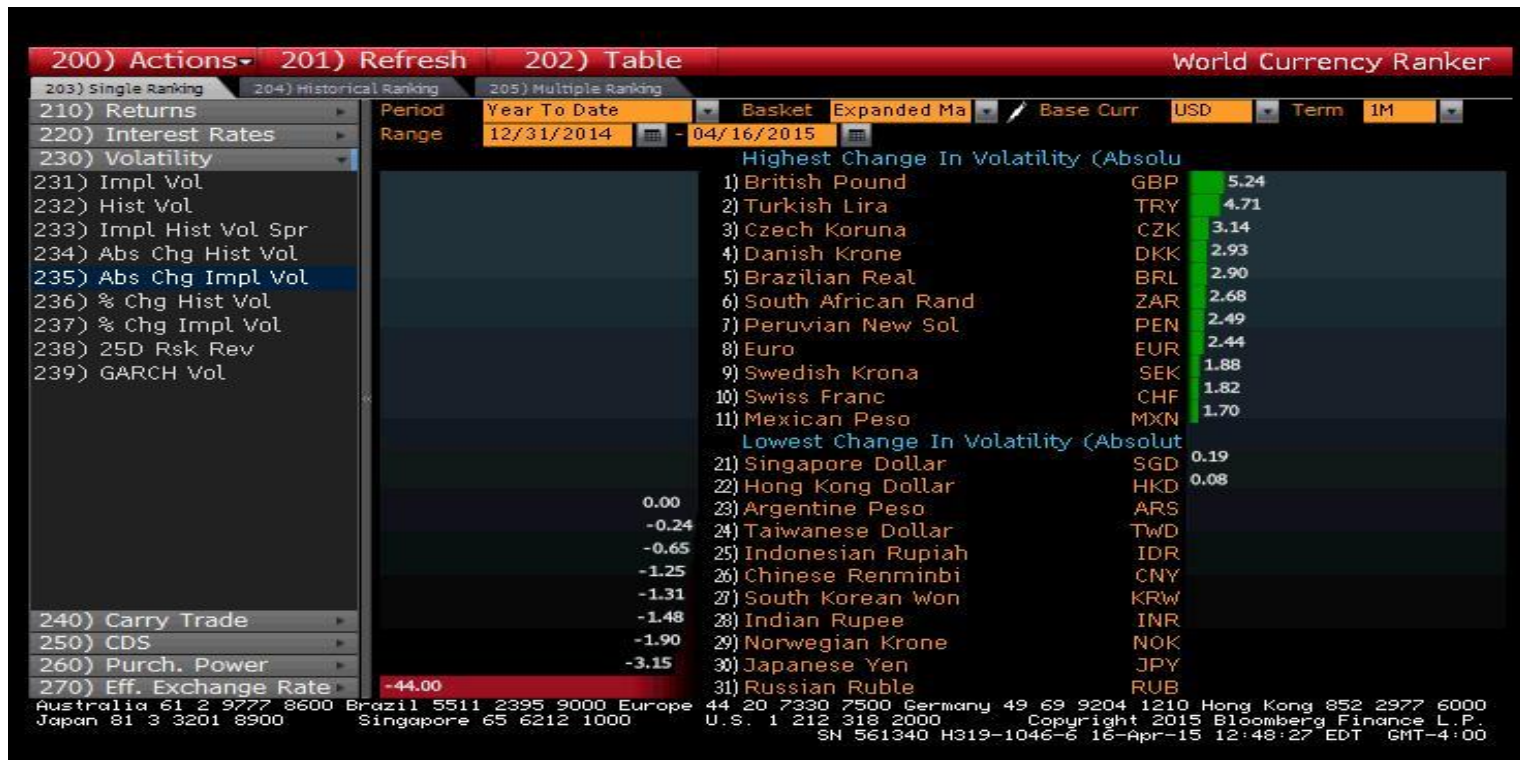 200) Actions 201) Refresh 202) Table World Currency Ranker
203) Single Ranking 204) Historical Ranking 205) Multiple Ranking
210) Returns Period Year To Date Basket Expanded Ma Base Curr USD Term 1M
220) Interest Rates Range 12/31/2014 - 04/16/2015
230) Volatility Highest Change In Volatility (Absolu
231) Impl Vol 1) British Pound GBP 5.24
232) Hist Vol 2) Turkish Lira TRY 4.71
233) Impl Hist Vol Spr 3) Czech Koruna CZK 3.14
234) Abs Chg Hist Vol 4) Danish Krone DKK 2.93
235) Abs Chg Impl Vol 5) Brazilian Real BRL 2.90
236) % Chg Hist Vol 6) South African Rand ZAR 2.68
237) % Chg Impl Vol 7) Peruvian New Sol PEN 2.49
238) 25D Rsk Rev 8) Euro EUR 2.44
239) GARCH Vol 9) Swedish Krona SEK 1.88
10) Swiss Franc CHF 1.82
11) Mexican Peso MXN 1.70
Lowest Change In Volatility (Absolut
21) Singapore Dollar SGD 0.19
22) Hong Kong Dollar HKD 0.08
0.00 23) Argentine Peso ARS
-0.24 24) Taiwanese Dollar TWD
-0.65 25) Indonesian Rupiah IDR
-1.25 26) Chinese Renminbi CNY
-1.31 27) South Korean Won KRW
240) Carry Trade -1.48 28) Indian Rupee INR
250) CDS -1.90 29) Norwegian Krone NOK
260) Purch. Power -3.15 30) Japanese Yen JPY
270) Eff. Exchange Rate -44.00 31) Russian Ruble RUB
Australia 61 2 9777 8600 Brazil 5511 2395 9000 Europe 44 20 7330 7500 Germany 49 69 9204 1210 Hong Kong 852 2977 6000
Japan 81 3 3201 8900 Singapore 65 6212 1000 U.S. 1 212 318 2000 Copyright 2015 Bloomberg Finance L.P.
SN 561340 H319-1046-6 16-Apr-15 12:48:27 EDT GMT-4:00